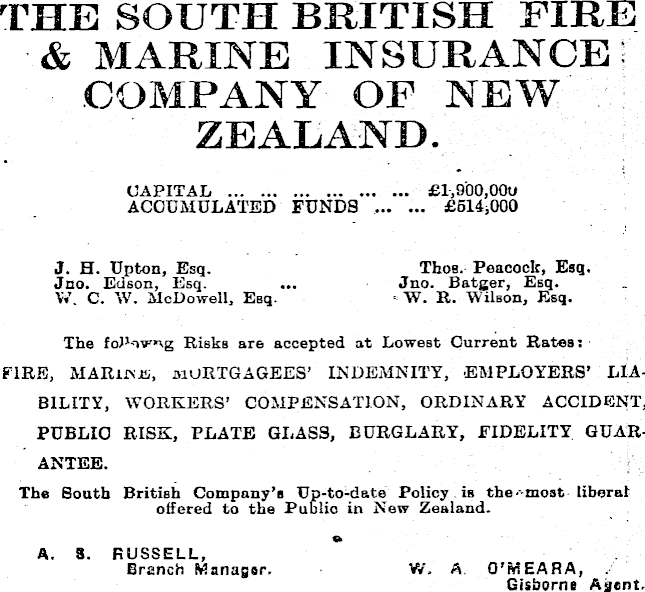 THE SOUTH BRITISH FIRE
& MARINE INSURANCE
COMPANY OF NEW
ZEALAND.
CAPITAL ... ... ... ... ... ... £1,900,000
ACCUMULATED FUNDS ... ... £514,000
J. H. Upton, Esq. Thos. Peacock, Esq.
Jno. Edson, Esq. ... Jno. Batger, Esq.
W. C. W. McDowell, Esq. W. R. Wilson, Esq.
The following Risks are accepted at Lowest Current Rates:
FIRE, MARINE, MORTGAGEES' INDEMNITY, EMPLOYERS' LIA-
BILITY, WORKERS' COMPENSATION, ORDINARY ACCIDENT,
PUBLIC RISK, PLATE GLASS, BURGLARY, FIDELITY GUAR-
ANTEE.
The South British Company's Up-to-date Policy is the most liberal
offered to the Public in New Zealand.
A. S. RUSSELL,
Branch Manager.
W. A. O'MEARA,
Gisborne Agent.